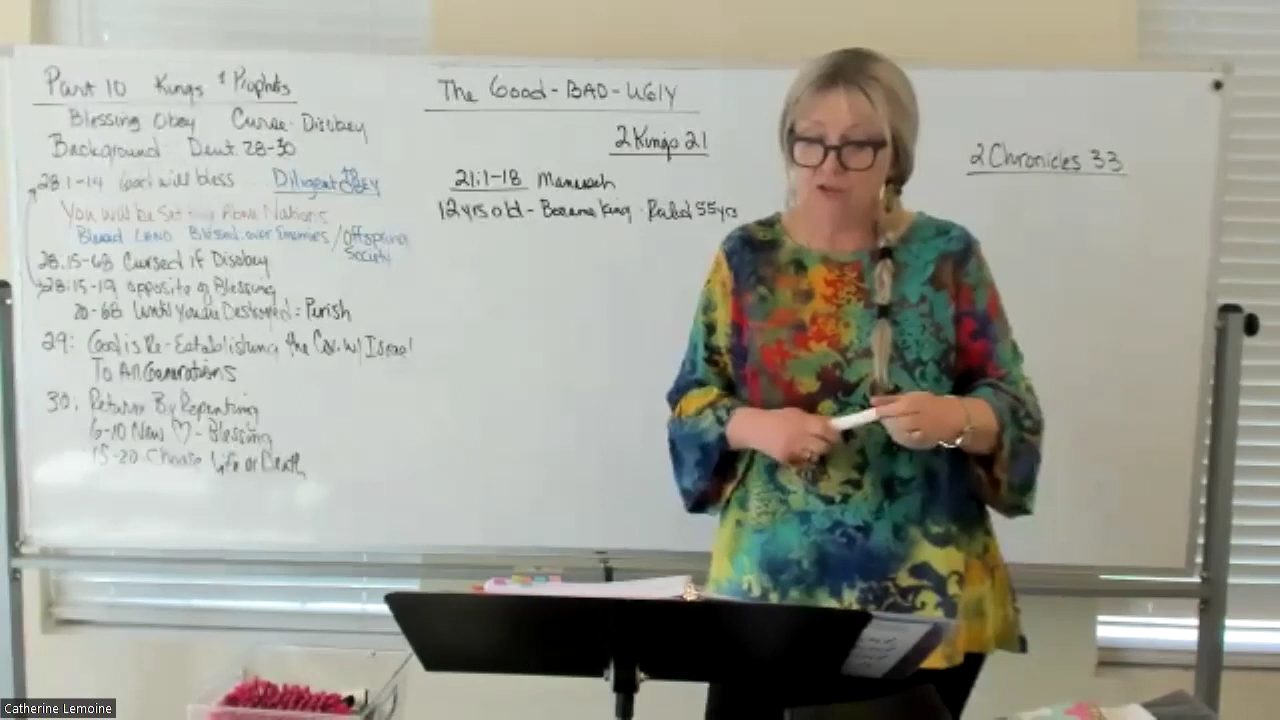 Part 10 Kings & Prophets
Blessing Obey Curse - Disobey
Background Deut. 28-30
28:1-14 God will bless Diligent to OBEY
You will be Set High Above Nations
Blessed LAND Blessed over Enemies / Offspring
Society
28:15-68 Cursed if Disobey
28:15-19 opposite of Blessing
20-68 Until You are Destroyed = Perish
29: God is Re-Establishing the Cov. w/ Israel
To All Generations
30: Return By Repenting
6-10 New ♡ - Blessing
15-20 Choose Life or Death
The Good - BAD - UGLY
2 Kings 21
21:1-18 Manasseh
12 yrs old - Became King - Ruled 55 yrs
2 Chronicles 33
Catherine Lemoine